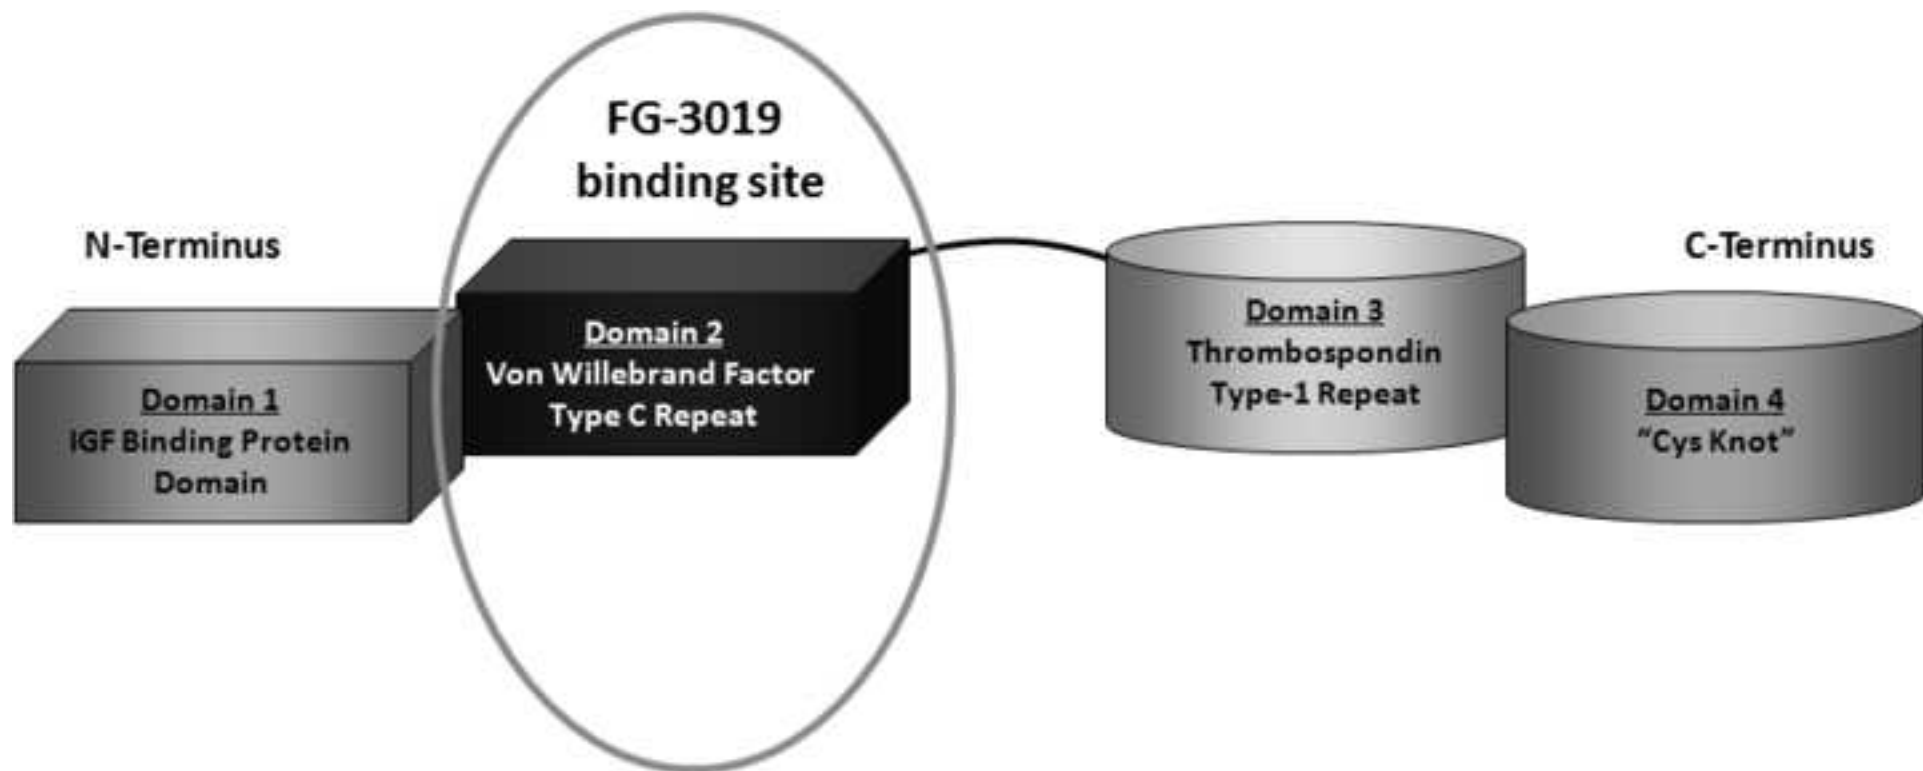 FG-3019
binding site
N-Terminus
C-Terminus
Domain 1
IGF Binding Protein
Domain
Domain 2
Von Willebrand Factor
Type C Repeat
Domain 3
Thrombospondin
Type-1 Repeat
Domain 4
“Cys Knot”